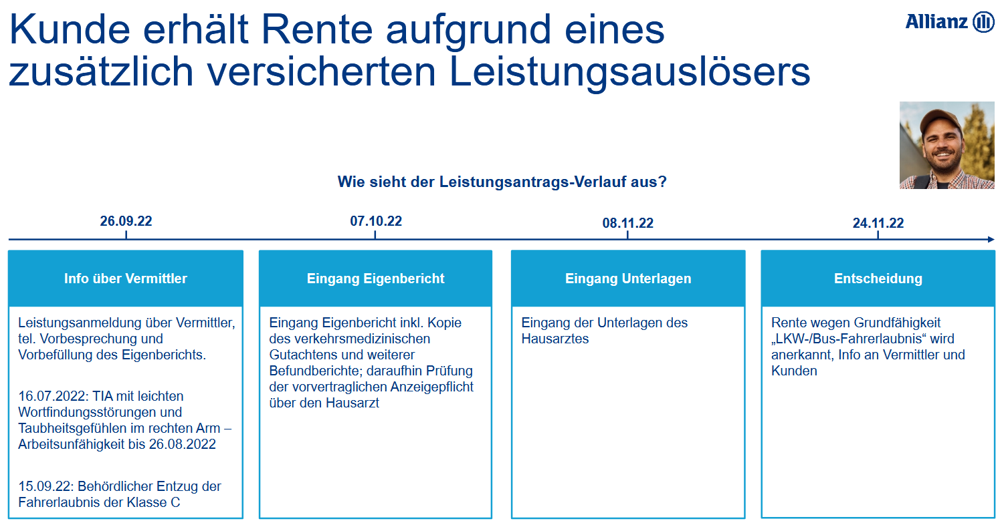 Kunde erhält Rente aufgrund eines
zusätzlich versicherten Leistungsauslösers
Allianz
Wie sieht der Leistungsantrags-Verlauf aus?
26.09.22
07.10.22
08.11.22
24.11.22
Info über Vermittler
Leistungsanmeldung über Vermittler,
tel. Vorbesprechung und
Vorbefüllung des Eigenberichts.
16.07.2022: TIA mit leichten
Wortfindungsstörungen und
Taubheitsgefühlen im rechten Arm –
Arbeitsunfähigkeit bis 26.08.2022
15.09.22: Behördlicher Entzug der
Fahrerlaubnis der Klasse C
Eingang Eigenbericht
Eingang Eigenbericht inkl. Kopie
des verkehrsmedizinischen
Gutachtens und weiterer
Befundberichte; daraufhin Prüfung
der vorvertraglichen Anzeigepflicht
über den Hausarzt
Eingang Unterlagen
Eingang der Unterlagen des
Hausarztes
Entscheidung
Rente wegen Grundfähigkeit
„LKW-/Bus-Fahrerlaubnis“ wird
anerkannt, Info an Vermittler und
Kunden